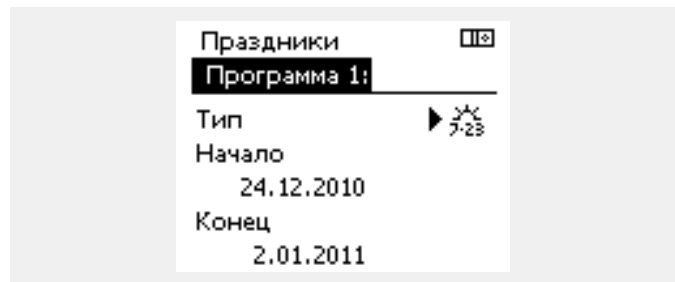 Праздники
Программа 1:
Тип 7-23
Начало
24.12.2010
Конец
2.01.2011